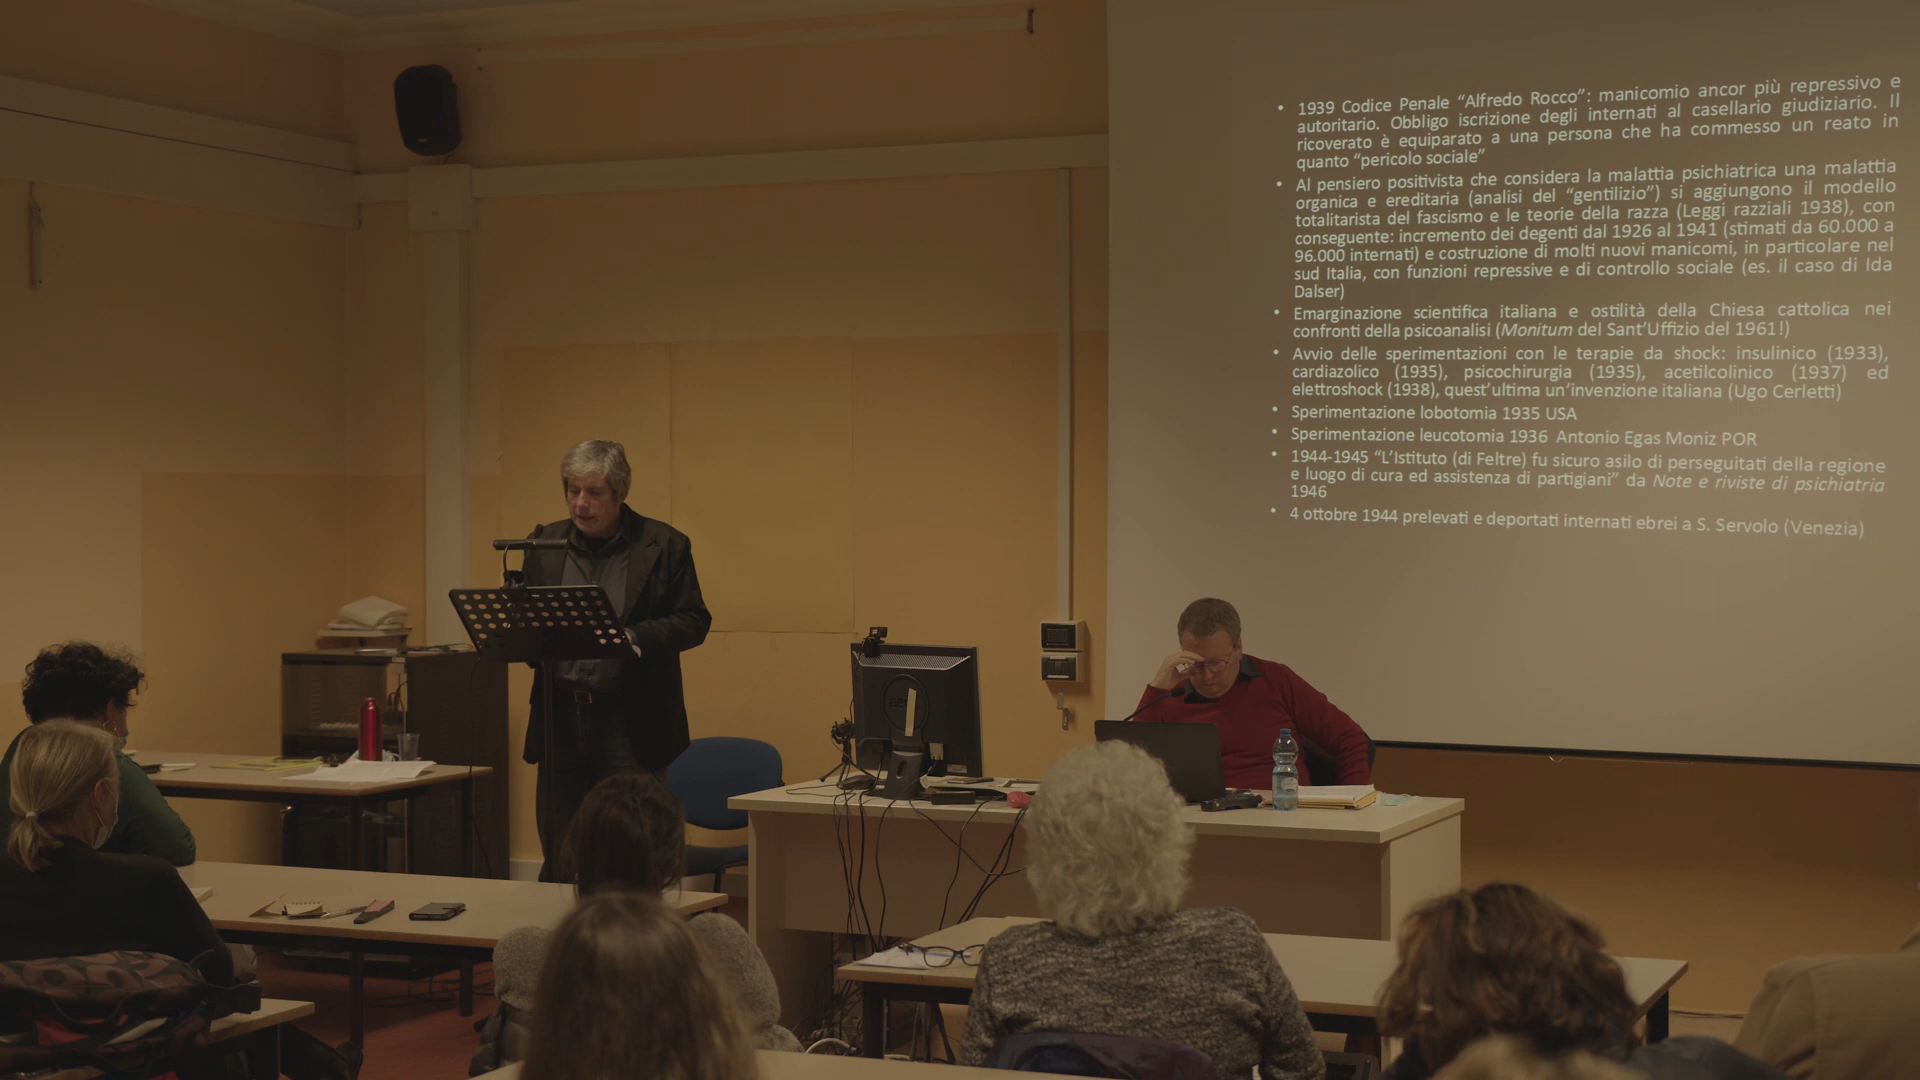 • 1939 Codice Penale “Alfredo Rocco”: manicomio ancor più repressivo e
autoritario. Obbligo iscrizione degli internati al casellario giudiziario. Il
ricoverato è equiparato a una persona che ha commesso un reato in
quanto “pericolo sociale”
• Al pensiero positivista che considera la malattia psichiatrica una malattia
organica e ereditaria (analisi del “gentilizio”) si aggiungono il modello
totalitarista del fascismo e le teorie della razza (Leggi razziali 1938), con
conseguente: incremento dei degenti dal 1926 al 1941 (stimati da 60.000 a
96.000 internati) e costruzione di molti nuovi manicomi, in particolare nel
sud Italia, con funzioni repressive e di controllo sociale (es. il caso di Ida
Dalser)
• Emarginazione scientifica italiana e ostilità della Chiesa cattolica nei
confronti della psicoanalisi (Monitum del Sant’Uffizio del 1961!)
• Avvio delle sperimentazioni con le terapie da shock: insulinico (1933),
cardiazolico (1935), psicochirurgia (1935), acetilcolinico (1937) ed
elettroshock (1938), quest’ultima un’invenzione italiana (Ugo Cerletti)
• Sperimentazione lobotomia 1935 USA
• Sperimentazione leucotomia 1936 Antonio Egas Moniz POR
• 1944-1945 “L’Istituto (di Feltre) fu sicuro asilo di perseguitati della regione
e luogo di cura ed assistenza di partigiani” da Note e riviste di psichiatria
1946
• 4 ottobre 1944 prelevati e deportati internati ebrei a S. Servolo (Venezia)